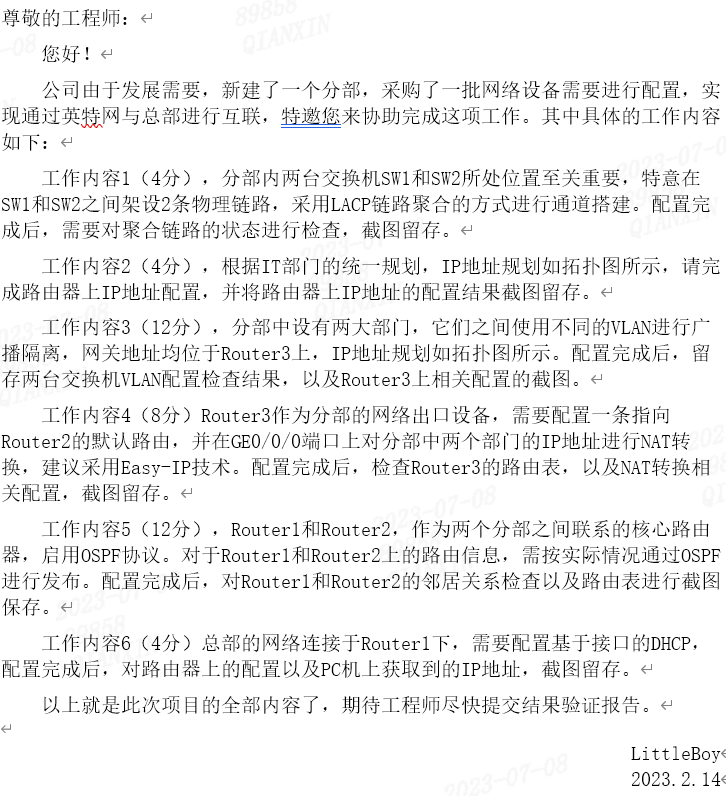 尊敬的工程师：
您好！
公司由于发展需要，新建了一个分部，采购了一批网络设备需要进行配置，实
现通过英特网与总部进行互联，特邀您来协助完成这项工作。其中具体的工作内容
如下：
工作内容1（4分），分部内两台交换机SW1和SW2所处位置至关重要，特意在
SW1和SW2之间架设2条物理链路，采用LACP链路聚合的方式进行通道搭建。配置完
成后，需要对聚合链路的状态进行检查，截图留存。
工作内容2（4分），根据IT部门的统一规划，IP地址规划如拓扑图所示，请完
成路由器上IP地址配置，并将路由器上IP地址的配置结果截图留存。
工作内容3（12分），分部中设有两大部门，它们之间使用不同的VLAN进行广
播隔离，网关地址均位于Router3上，IP地址规划如拓扑图所示。配置完成后，留
存两台交换机VLAN配置检查结果，以及Router3上相关配置的截图。
工作内容4（8分）Router3作为分部的网络出口设备，需要配置一条指向
Router2的默认路由，并在GE0/0/0端口上对分部中两个部门的IP地址进行NAT转
换，建议采用Easy-IP技术。配置完成后，检查Router3的路由表，以及NAT转换相
关配置，截图留存。
工作内容5（12分），Router1和Router2，作为两个分部之间联系的核心路由
器，启用OSPF协议。对于Router1和Router2上的路由信息，需按实际情况通过OSPF
进行发布。配置完成后，对Router1和Router2的邻居关系检查以及路由表进行截图
保存。
工作内容6（4分）总部的网络连接于Router1下，需要配置基于接口的DHCP，
配置完成后，对路由器上的配置以及PC机上获取到的IP地址，截图留存。
以上就是此次项目的全部内容了，期待工程师尽快提交结果验证报告。
LittleBoy
2023.2.14
89858
QIANXIN
2023-07-08